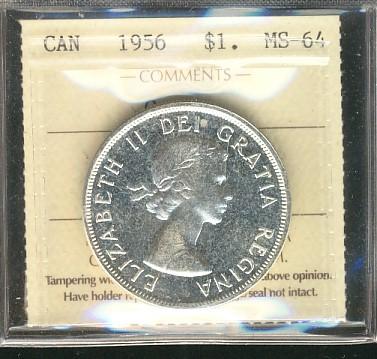 CAN 1956 $1. MS-64
COMMENTS
ELIZABETH II DEI GRATIA REGINA
Tampering above opinion.
Have holder seal not intact.